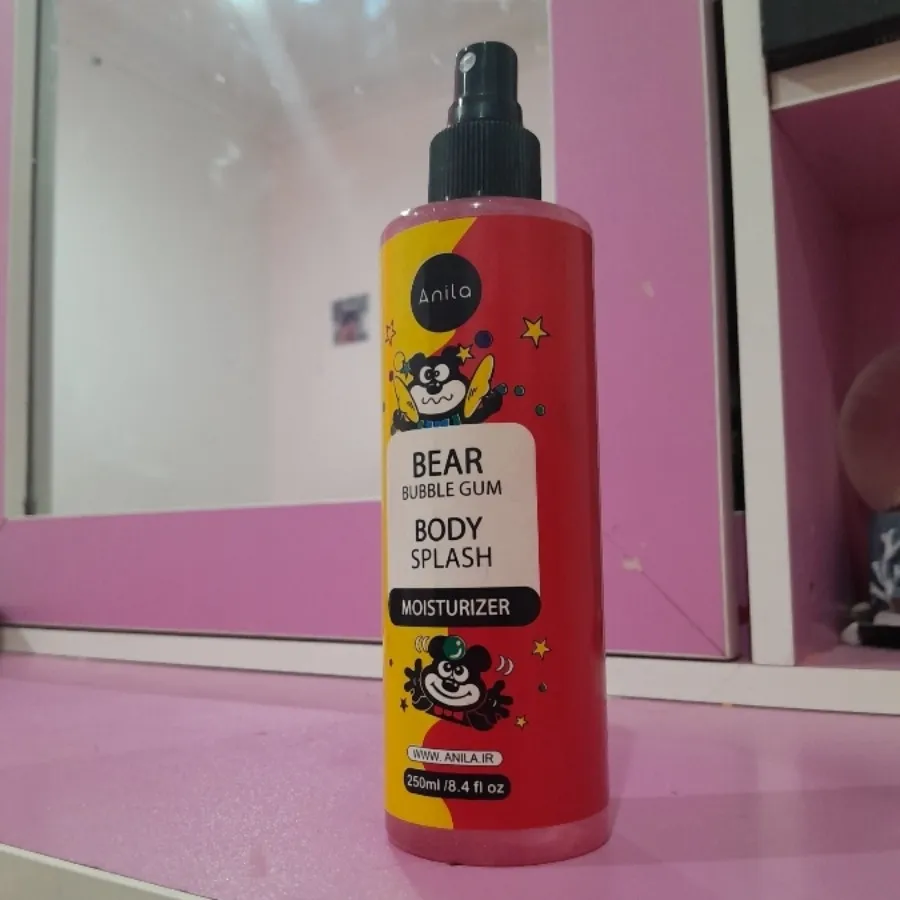 Anila
BEAR
BUBBLE GUM
BODY
SPLASH
MOISTURIZER
WWW. ANILA.IR
250ml /8.4 fl oz